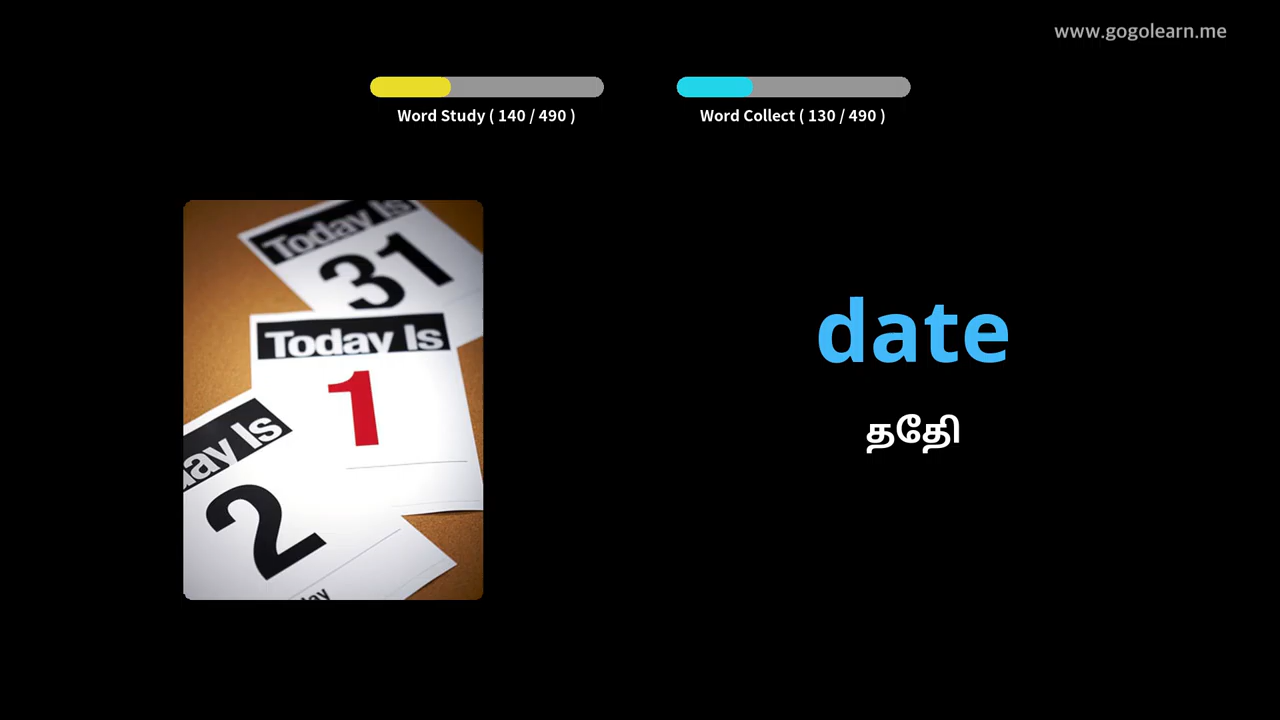 www.gogolearn.me
Word Study ( 140 / 490 )
Word Collect ( 130 / 490 )
Today Is
31
Today Is
1
ay Is
2
date
ததேி